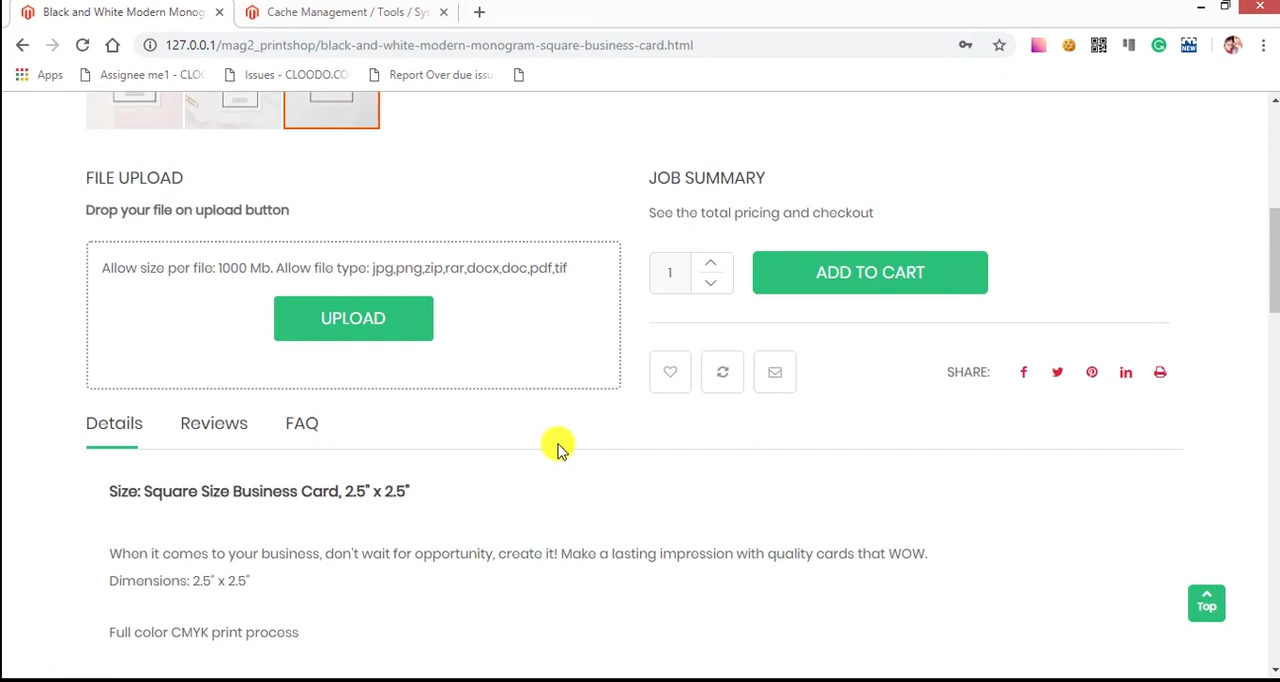 Black and White Modern Monog
Cache Management / Tools / Sys
127.0.0.1/mag2_printshop/black-and-white-modern-monogram-square-business-card.html
NEW
Apps
Assignee me1 - CLOO
Issues - CLOODO.CO
Report Over due issu
FILE UPLOAD
Drop your file on upload button
Allow size per file: 1000 Mb. Allow file type: jpg,png,zip,rar,docx,doc,pdf,tif
UPLOAD
JOB SUMMARY
See the total pricing and checkout
1
ADD TO CART
SHARE:
Details
Reviews
FAQ
Size: Square Size Business Card, 2.5" x 2.5"
When it comes to your business, don't wait for opportunity, create it! Make a lasting impression with quality cards that WOW.
Dimensions: 2.5" x 2.5"
Full color CMYK print process
Top